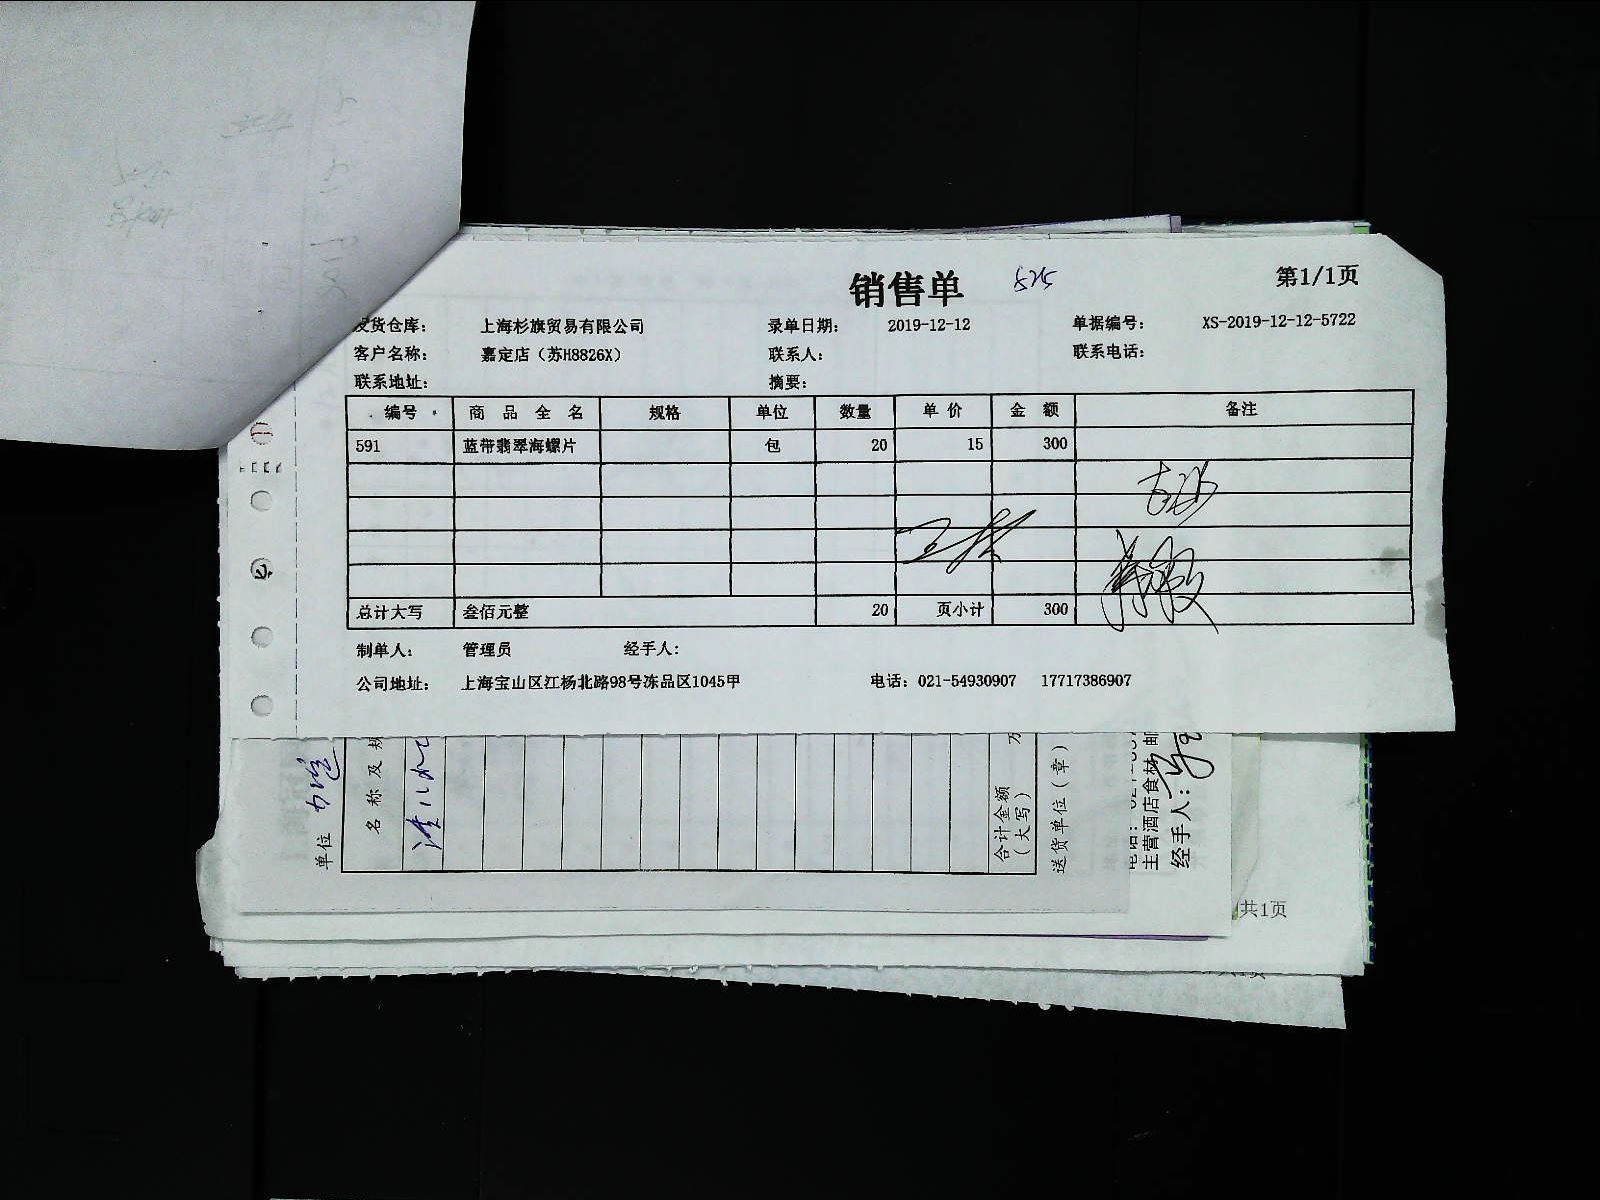 销售单 525 第1/1页
发货仓库： 上海杉旗贸易有限公司 录单日期： 2019-12-12 单据编号： XS-2019-12-12-5722
客户名称： 嘉定店（苏H8826X） 联系人： 联系电话：
联系地址： 摘要：
编号 商品全名 规格 单位 数量 单价 金额 备注
591 蓝带翡翠海螺片 包 20 15 300
总计大写 叁佰元整 20 页小计 300
制单人： 管理员 经手人：
公司地址： 上海宝山区江杨北路98号冻品区1045甲 电话：021-54930907 17717386907
单位
名称及规
合计金额
（大写）
万
送货单位（章）
主营酒店食材
经手人：
共1页